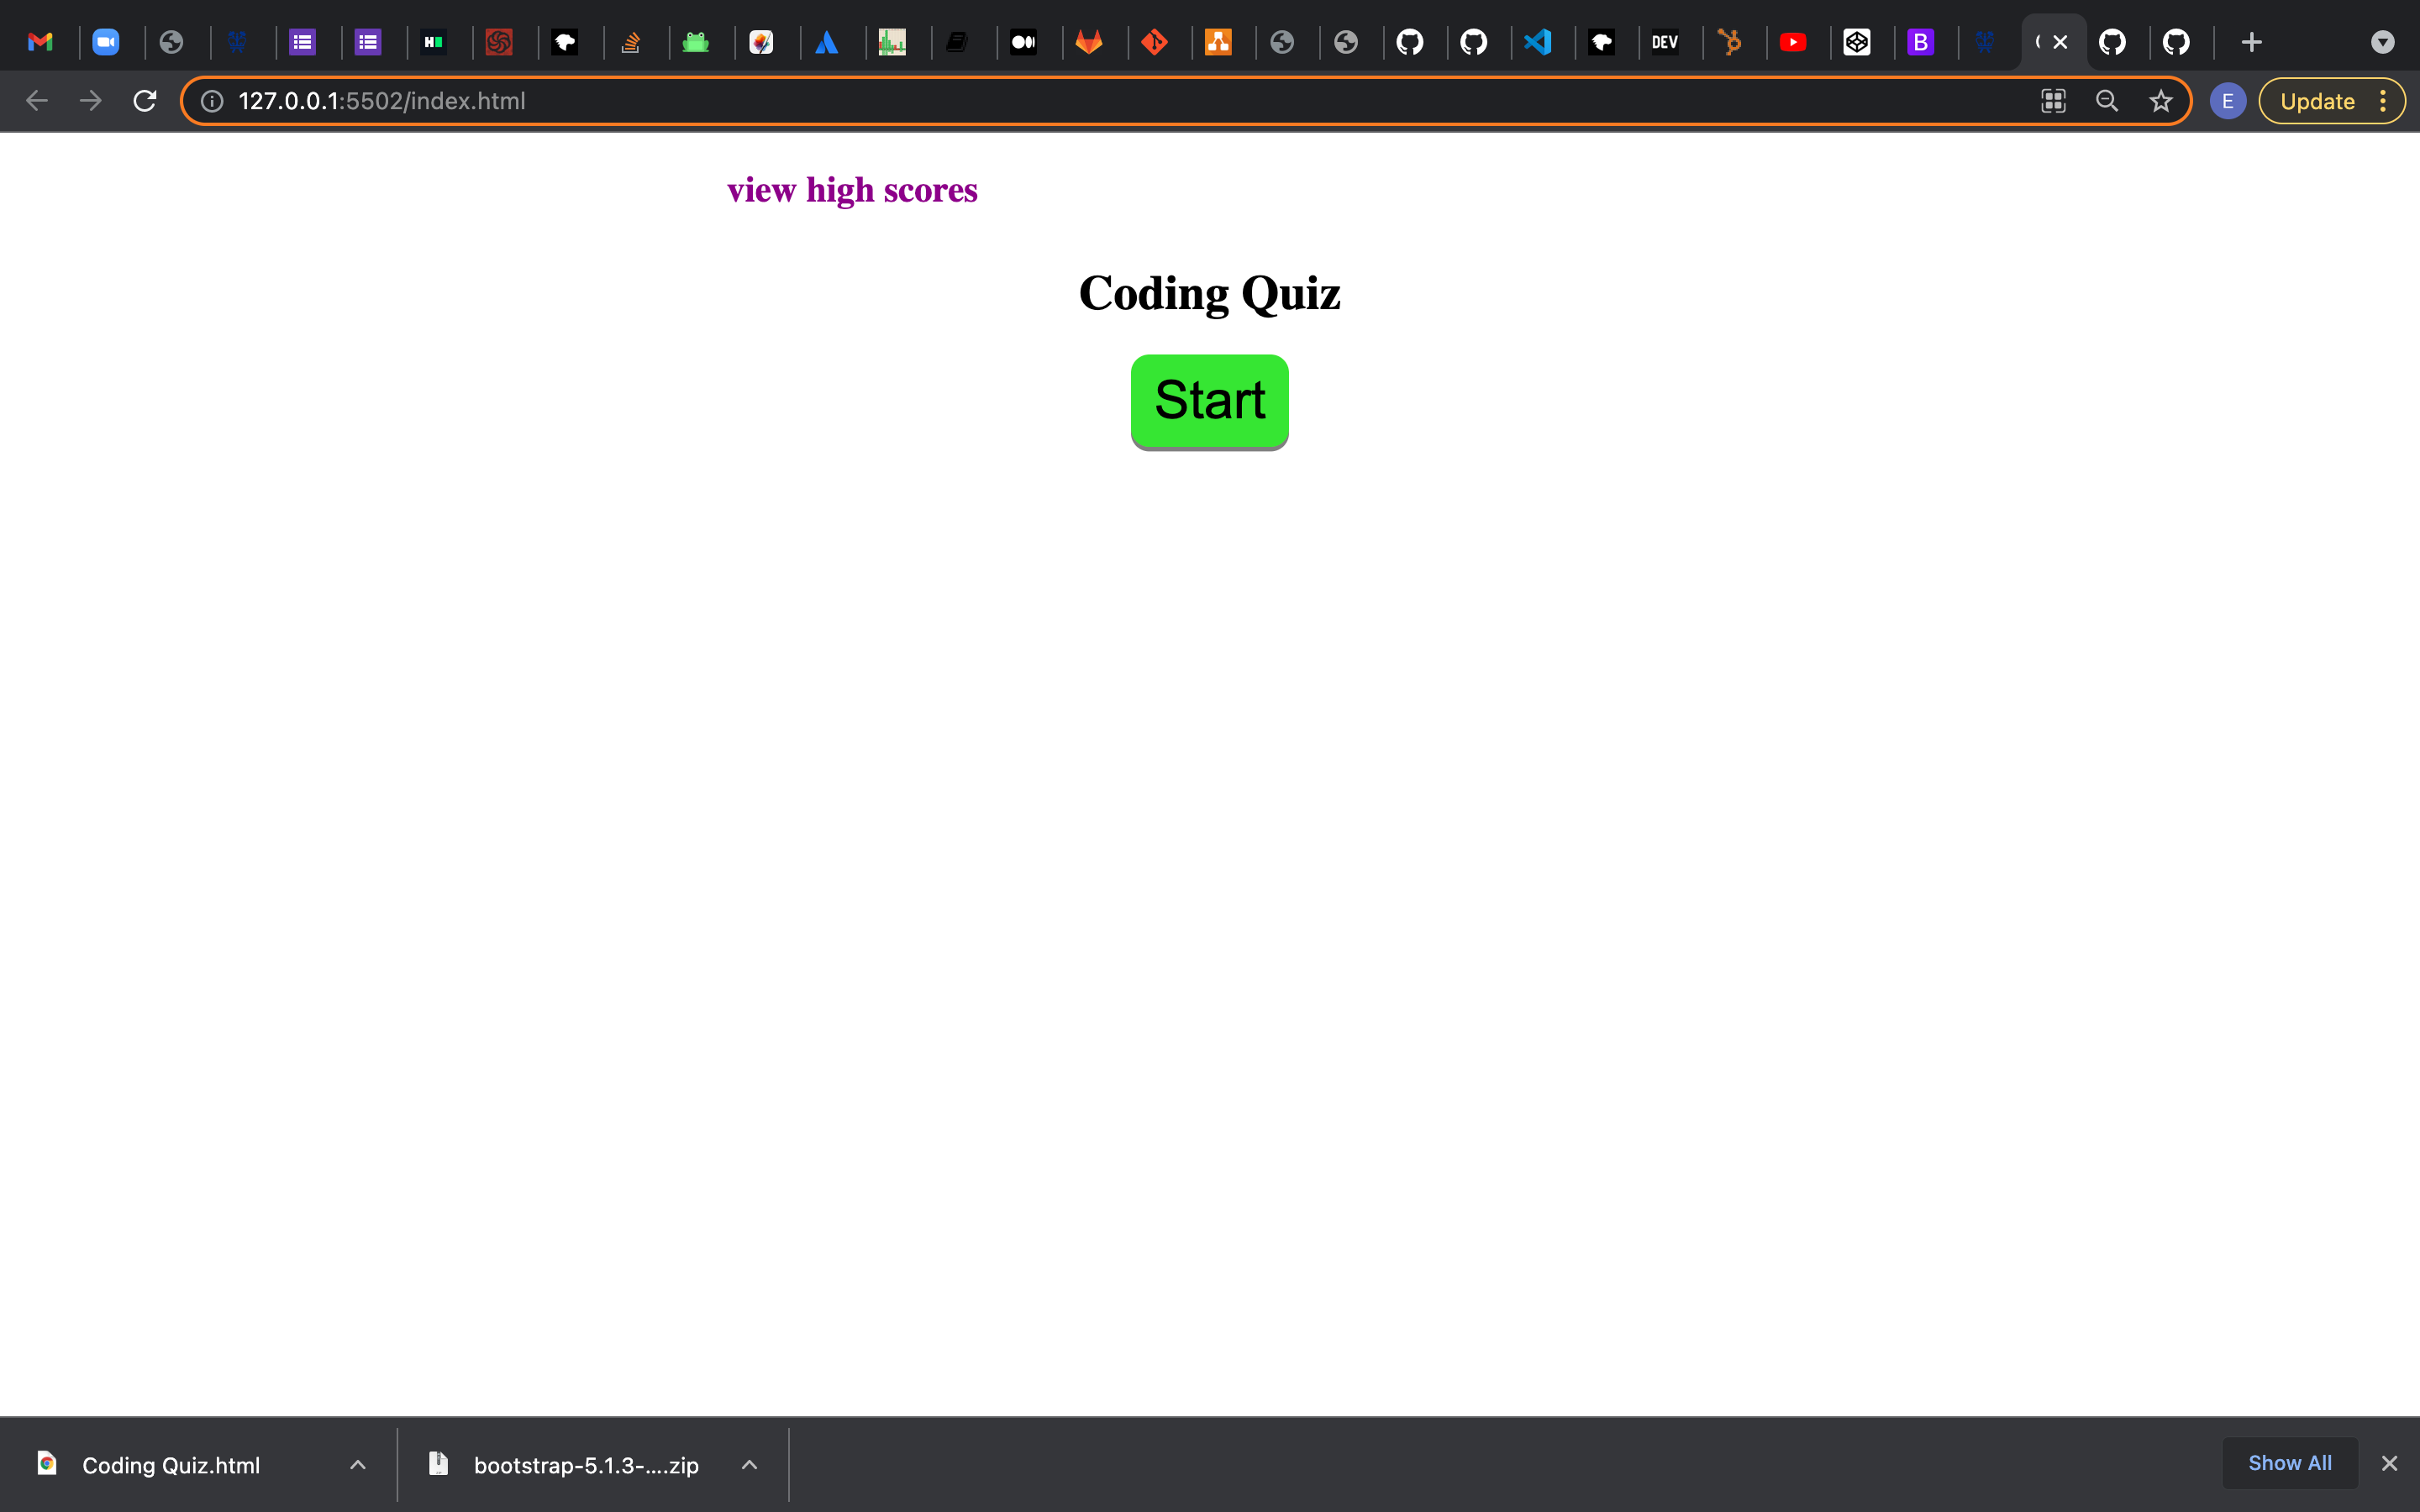 DEV
B
127.0.0.1:5502/index.html
E
Update
view high scores
Coding Quiz
Start
Coding Quiz.html
bootstrap-5.1.3-....zip
Show All